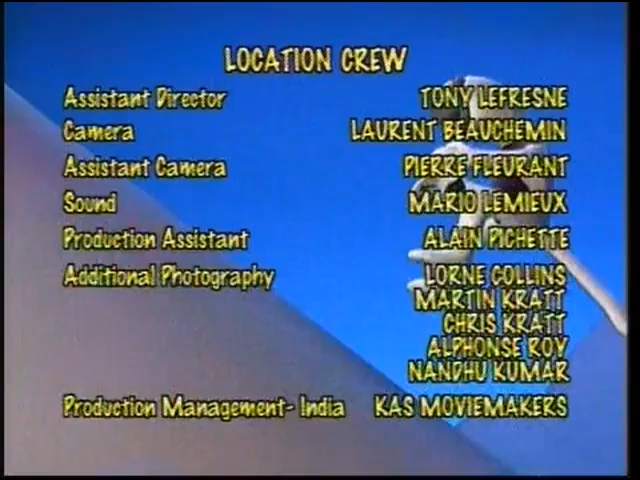 LOCATION CREW
Assistant Director TONY LEFRESNE
Camera LAURENT BEAUCHEMIN
Assistant Camera PIERRE FLEURANT
Sound MARIO LEMIEUX
Production Assistant ALAIN PICHETTE
Additional Photography LORNE COLLINS
MARTIN KRATT
CHRIS KRATT
ALPHONSE ROY
NANDHU KUMAR
Production Management- India KAS MOVIEMAKERS